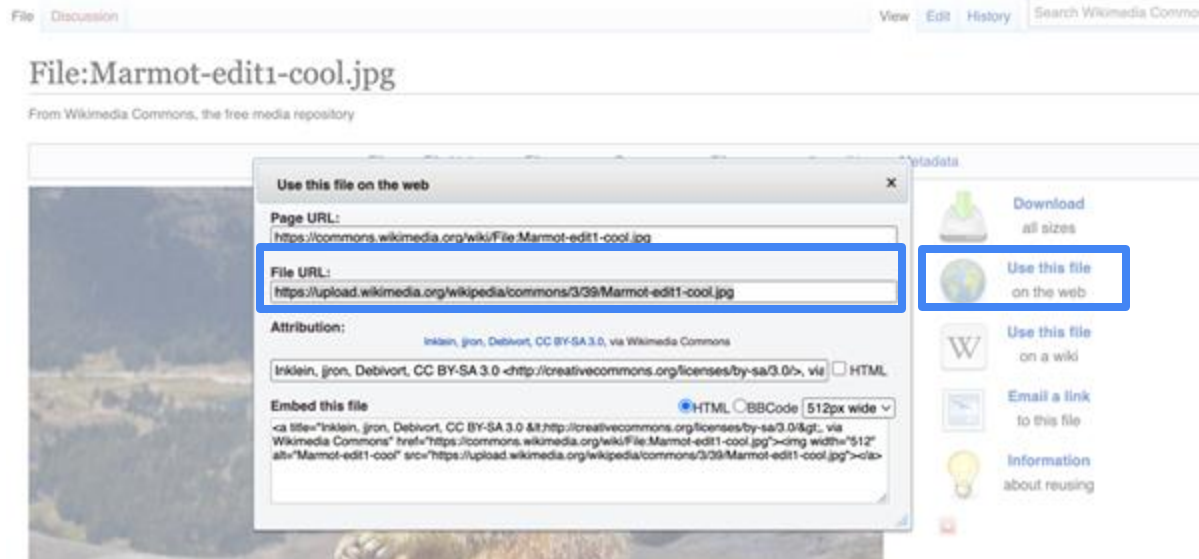 File Discussion View Edit History Search Wikimedia Commo
File:Marmot-edit1-cool.jpg
From Wikimedia Commons, the free media repository
Metadata
Use this file on the web x
Page URL:
https://commons.wikimedia.org/wiki/File:Marmot-edit1-cool.jpg
File URL:
https://upload.wikimedia.org/wikipedia/commons/3/39/Marmot-edit1-cool.jpg
Attribution:
Inklein, jjron, Debivort, CC BY-SA 3.0, via Wikimedia Commons
Inklein, jjron, Debivort, CC BY-SA 3.0 <http://creativecommons.org/licenses/by-sa/3.0/>, via HTML
Embed this file HTML BBCode 512px wide
<a title="Inklein, jjron, Debivort, CC BY-SA 3.0 &lt;http://creativecommons.org/licenses/by-sa/3.0/&gt;, via
Wikimedia Commons" href="https://commons.wikimedia.org/wiki/File:Marmot-edit1-cool.jpg"><img width="512"
alt="Marmot-edit1-cool" src="https://upload.wikimedia.org/wikipedia/commons/3/39/Marmot-edit1-cool.jpg"></a>
Download
all sizes
Use this file
on the web
W
Use this file
on a wiki
Email a link
to this file
Information
about reusing